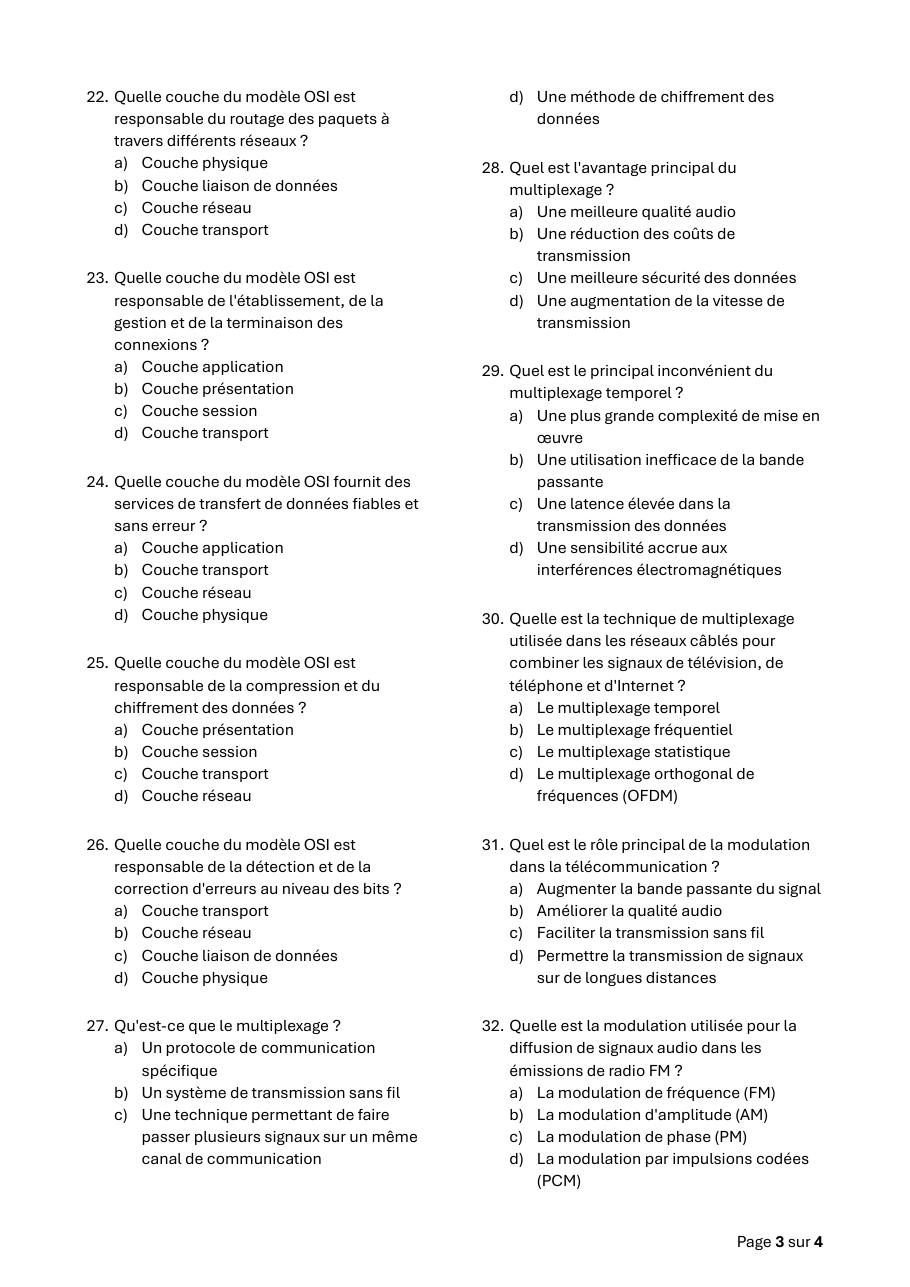 22. Quelle couche du modèle OSI est
responsable du routage des paquets à
travers différents réseaux ?
a) Couche physique
b) Couche liaison de données
c) Couche réseau
d) Couche transport
23. Quelle couche du modèle OSI est
responsable de l'établissement, de la
gestion et de la terminaison des
connexions ?
a) Couche application
b) Couche présentation
c) Couche session
d) Couche transport
24. Quelle couche du modèle OSI fournit des
services de transfert de données fiables et
sans erreur ?
a) Couche application
b) Couche transport
c) Couche réseau
d) Couche physique
25. Quelle couche du modèle OSI est
responsable de la compression et du
chiffrement des données ?
a) Couche présentation
b) Couche session
c) Couche transport
d) Couche réseau
26. Quelle couche du modèle OSI est
responsable de la détection et de la
correction d'erreurs au niveau des bits ?
a) Couche transport
b) Couche réseau
c) Couche liaison de données
d) Couche physique
27. Qu'est-ce que le multiplexage ?
a) Un protocole de communication
spécifique
b) Un système de transmission sans fil
c) Une technique permettant de faire
passer plusieurs signaux sur un même
canal de communication
d) Une méthode de chiffrement des
données
28. Quel est l'avantage principal du
multiplexage ?
a) Une meilleure qualité audio
b) Une réduction des coûts de
transmission
c) Une meilleure sécurité des données
d) Une augmentation de la vitesse de
transmission
29. Quel est le principal inconvénient du
multiplexage temporel ?
a) Une plus grande complexité de mise en
œuvre
b) Une utilisation inefficace de la bande
passante
c) Une latence élevée dans la
transmission des données
d) Une sensibilité accrue aux
interférences électromagnétiques
30. Quelle est la technique de multiplexage
utilisée dans les réseaux câblés pour
combiner les signaux de télévision, de
téléphone et d'Internet ?
a) Le multiplexage temporel
b) Le multiplexage fréquentiel
c) Le multiplexage statistique
d) Le multiplexage orthogonal de
fréquences (OFDM)
31. Quel est le rôle principal de la modulation
dans la télécommunication ?
a) Augmenter la bande passante du signal
b) Améliorer la qualité audio
c) Faciliter la transmission sans fil
d) Permettre la transmission de signaux
sur de longues distances
32. Quelle est la modulation utilisée pour la
diffusion de signaux audio dans les
émissions de radio FM ?
a) La modulation de fréquence (FM)
b) La modulation d'amplitude (AM)
c) La modulation de phase (PM)
d) La modulation par impulsions codées
(PCM)
Page 3 sur 4